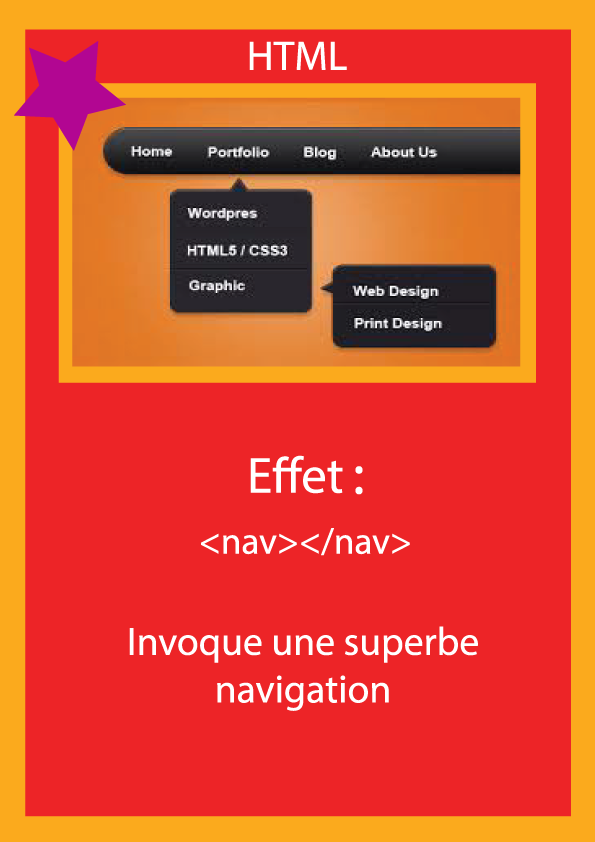 HTML
Home Portfolio Blog About Us
Wordpres
HTML5 / CSS3
Graphic
Web Design
Print Design
Effet :
<nav></nav>
Invoque une superbe
navigation